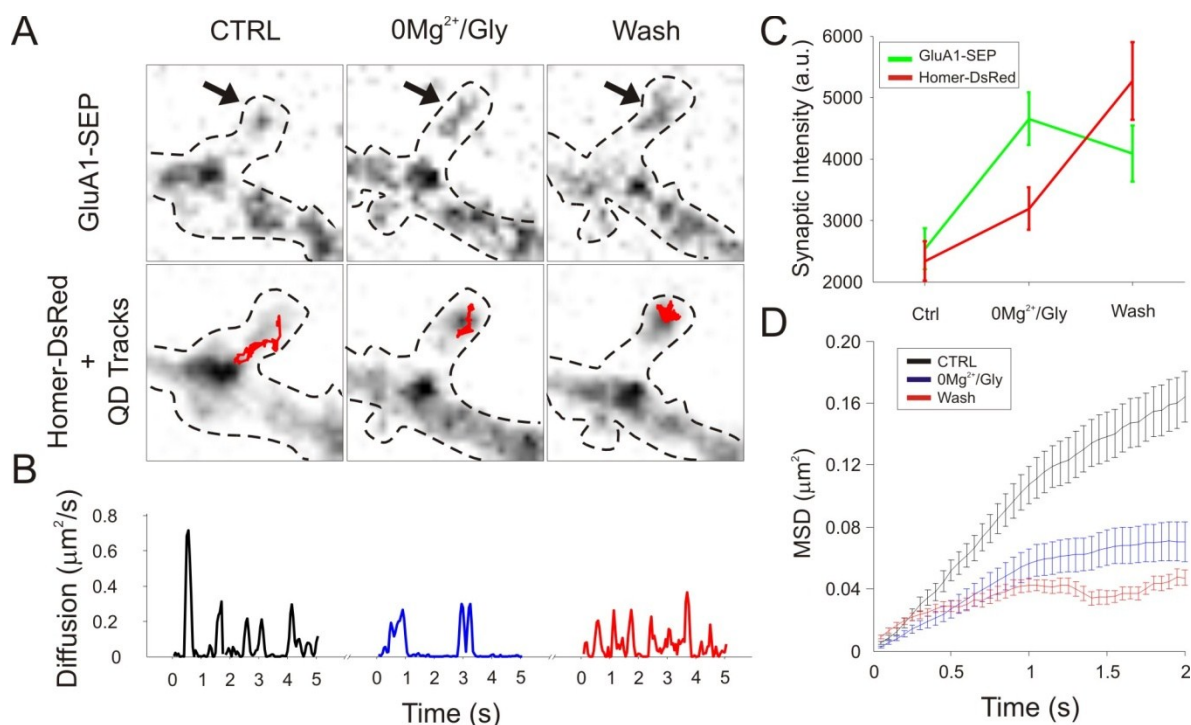 A
CTRL
0Mg²⁺/Gly
Wash
GluA1-SEP
Homer-DsRed
+
QD Tracks
B
Diffusion (μm²/s)
0.8
0.6
0.4
0.2
0
0 1 2 3 4 5 0 1 2 3 4 5 0 1 2 3 4 5
Time (s)
C
GluA1-SEP
Homer-DsRed
Synaptic Intensity (a.u.)
6000
5000
4000
3000
2000
Ctrl 0Mg²⁺/Gly Wash
D
CTRL
0Mg²⁺/Gly
Wash
MSD (μm²)
0.20
0.16
0.12
0.08
0.04
0
0.5 1 1.5 2
Time (s)